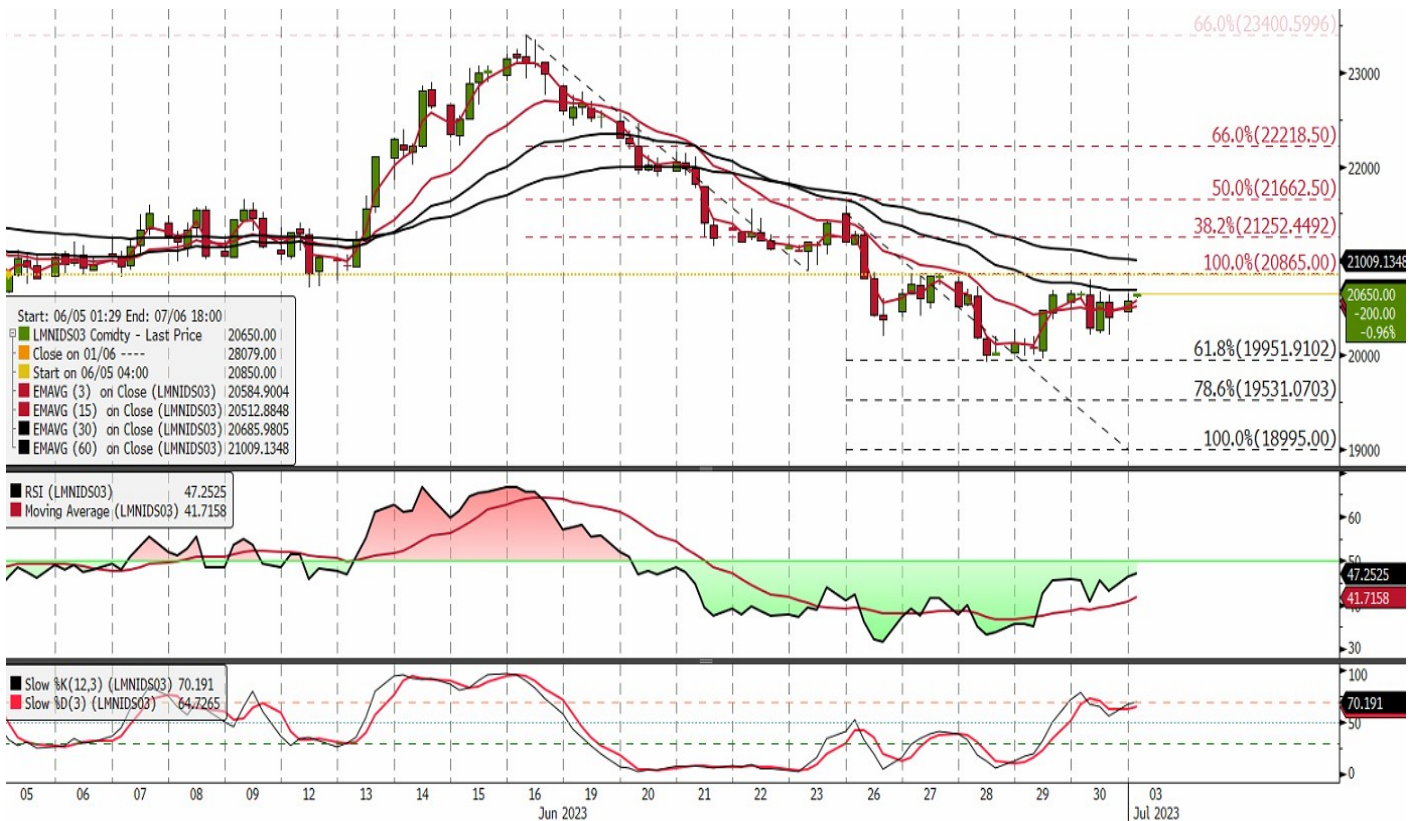 66.0%(23400.5996)
23000
66.0%(22218.50)
22000
50.0%(21662.50)
38.2%(21252.4492)
100.0%(20865.00)
21009.1348
20650.00
-200.00
-0.96%
61.8%(19951.9102)
20000
78.6%(19531.0703)
100.0%(18995.00)
19000
Start: 06/05 01:29 End: 07/06 18:00
LMNIDS03 Comdty - Last Price 20650.00
Close on 01/06 ---- 28079.00
Start on 06/05 04:00 20850.00
EMAVG (3) on Close (LMNIDS03) 20584.9004
EMAVG (15) on Close (LMNIDS03) 20512.8848
EMAVG (30) on Close (LMNIDS03) 20685.9805
EMAVG (60) on Close (LMNIDS03) 21009.1348
RSI (LMNIDS03) 47.2525
Moving Average (LMNIDS03) 41.7158
60
50
47.2525
41.7158
30
Slow %K(12,3) (LMNIDS03) 70.191
Slow %D(3) (LMNIDS03) 64.7265
100
70.191
50
0
05 06 07 08 09 12 13 14 15 16 19 20 21 22 23 26 27 28 29 30 03
Jun 2023 Jul 2023